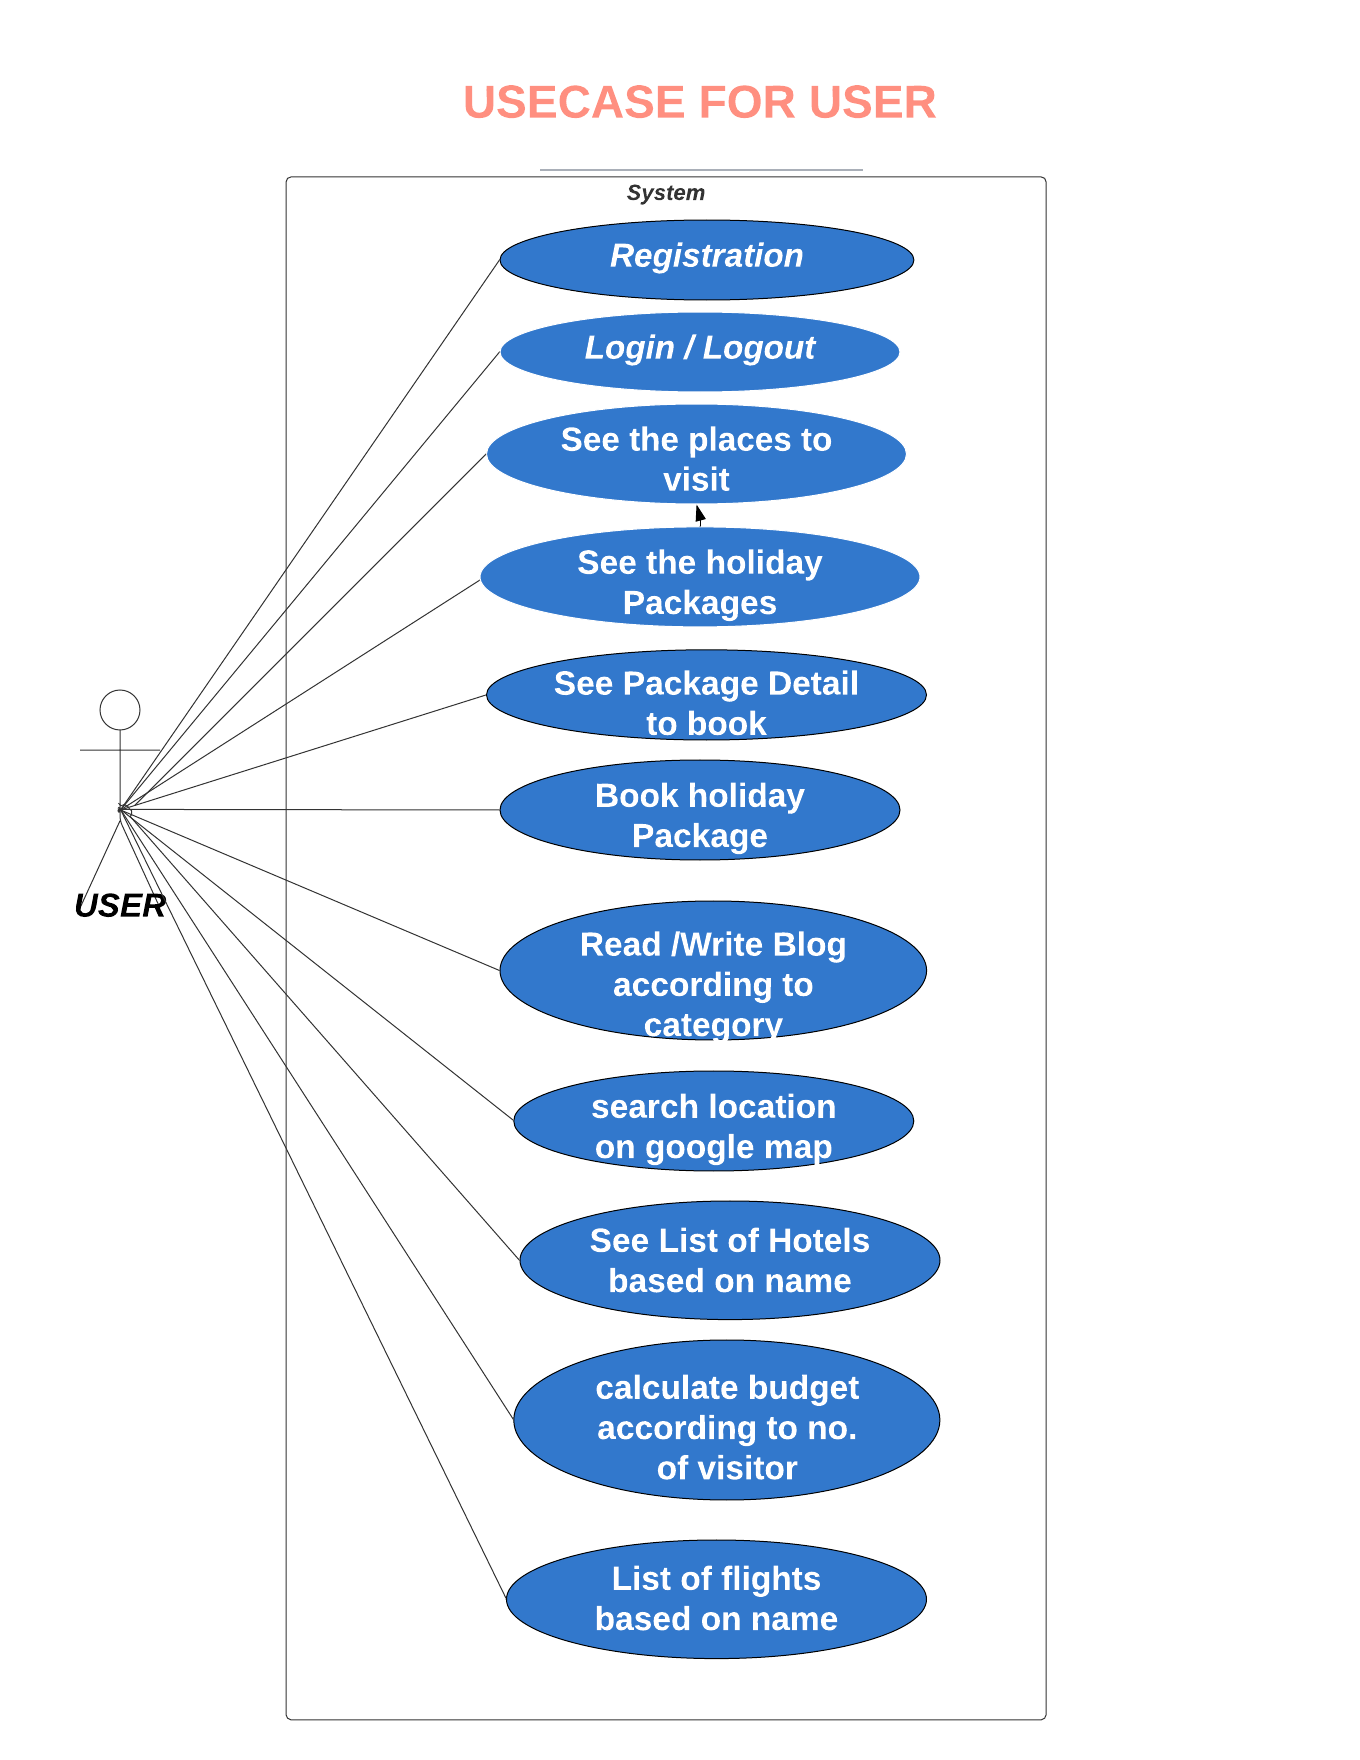 USECASE FOR USER
System
Registration
Login / Logout
See the places to
visit
See the holiday
Packages
See Package Detail
to book
Book holiday
Package
USER
Read /Write Blog
according to
category
search location
on google map
See List of Hotels
based on name
calculate budget
according to no.
of visitor
List of flights
based on name